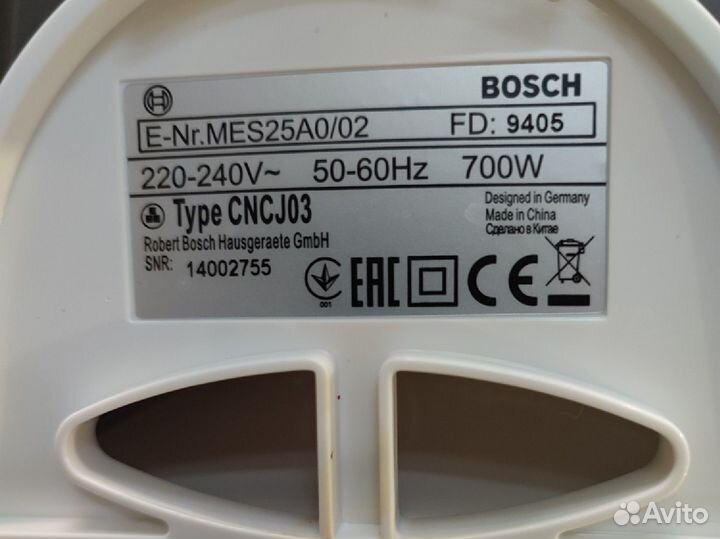 BOSCH
E-Nr.MES25A0/02 FD: 9405
220-240V~ 50-60Hz 700W
Type CNCJ03
Designed in Germany
Made in China
Сделано в Китае
Robert Bosch Hausgeraete GmbH
SNR: 14002755
001
EAC
CE
Avito